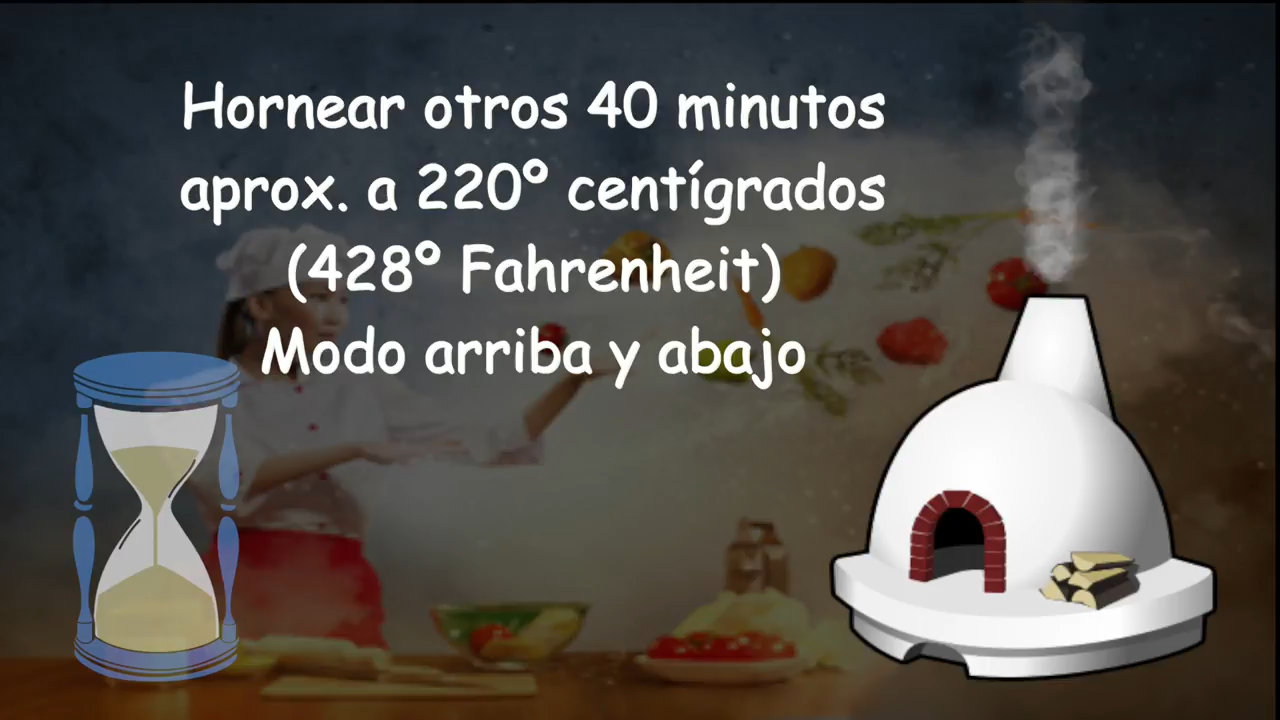 Hornear otros 40 minutos
aprox. a 220º centígrados
(428º Fahrenheit)
Modo arriba y abajo